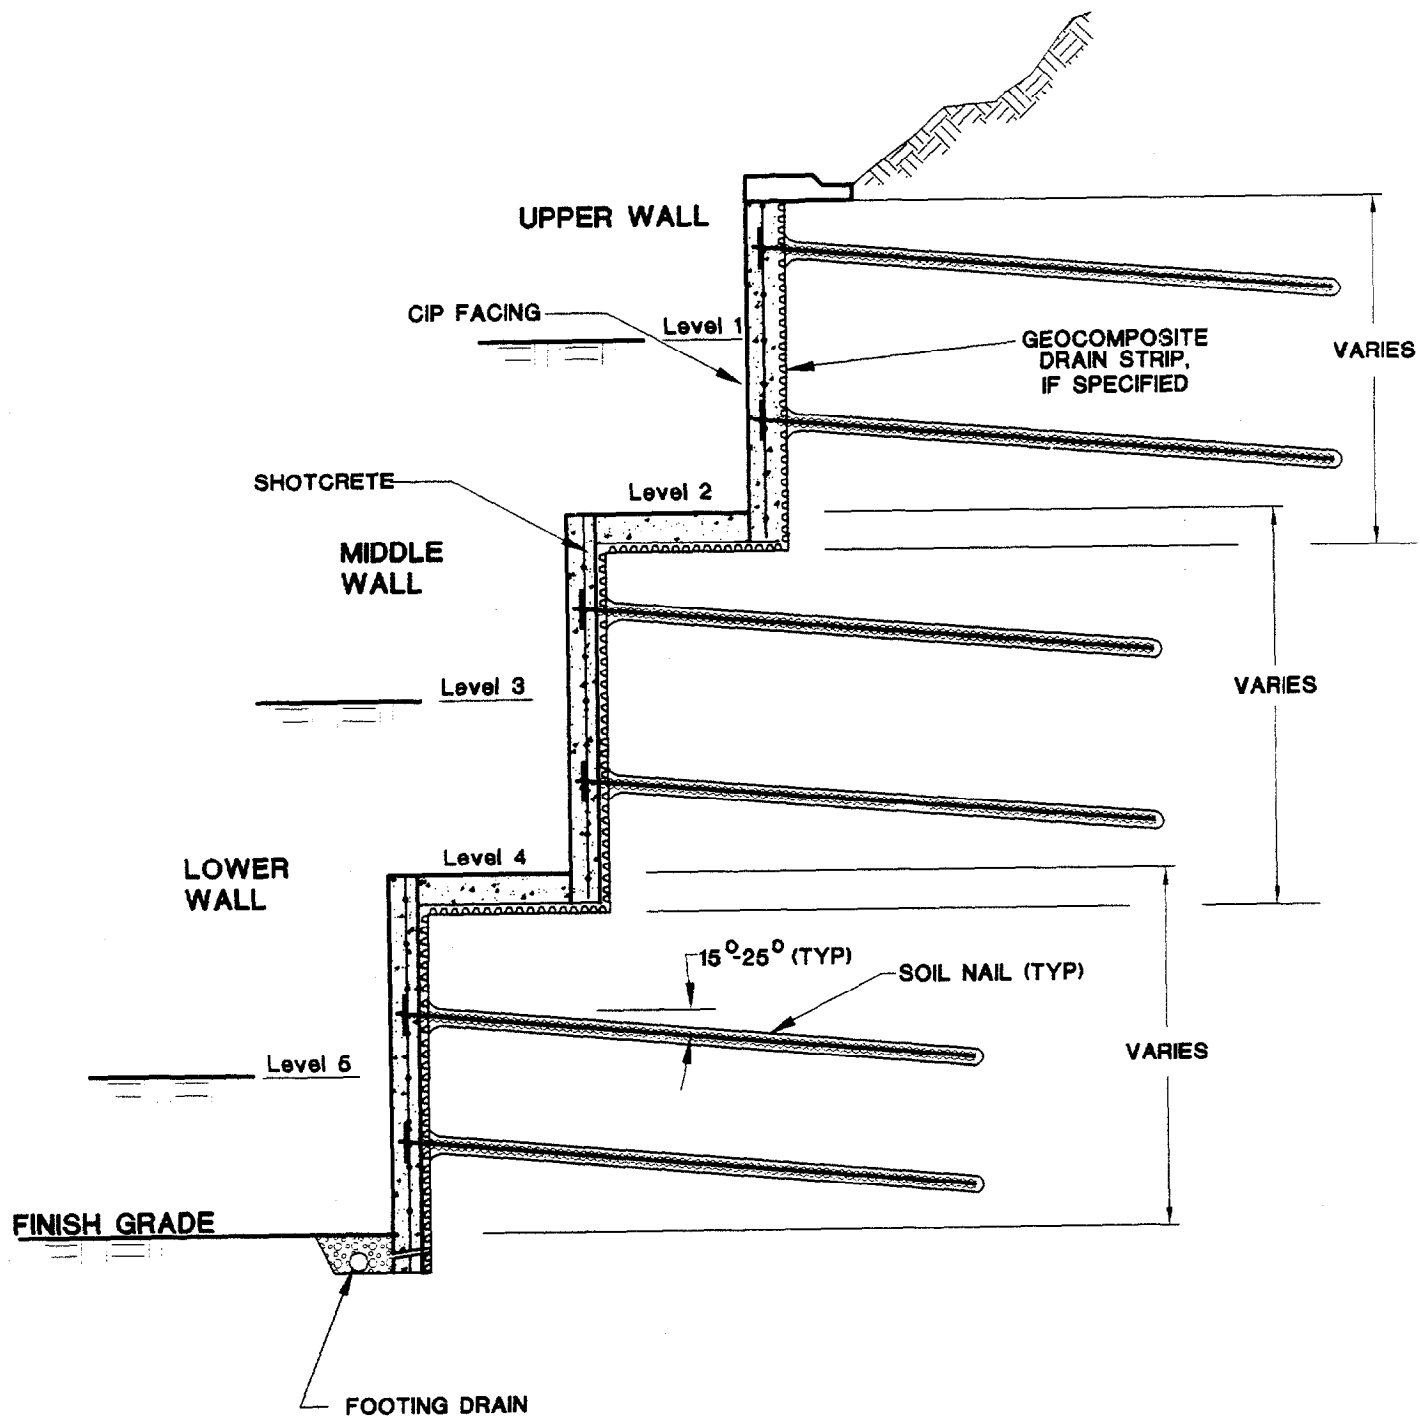 UPPER WALL
CIP FACING
Level 1
GEOCOMPOSITE
DRAIN STRIP,
IF SPECIFIED
VARIES
SHOTCRETE
Level 2
MIDDLE
WALL
Level 3
VARIES
LOWER
WALL
Level 4
15°-25° (TYP)
SOIL NAIL (TYP)
VARIES
Level 5
FINISH GRADE
FOOTING DRAIN